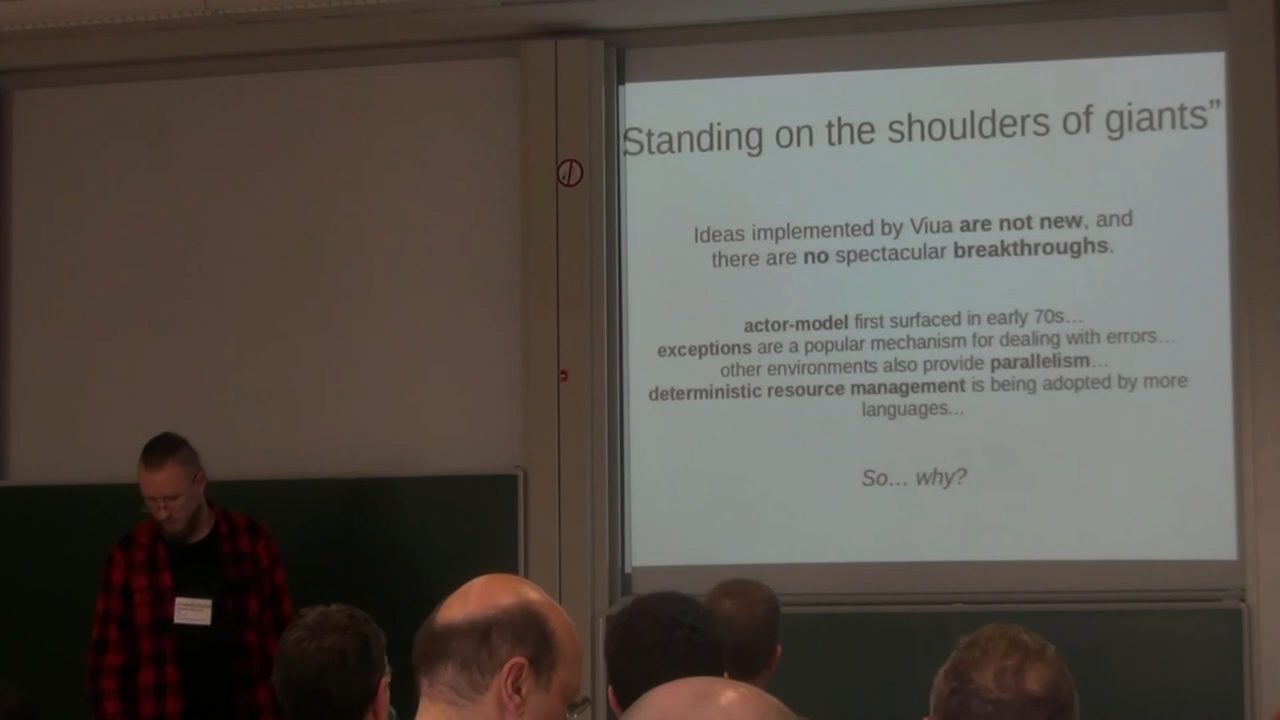 Standing on the shoulders of giants”
Ideas implemented by Viua are not new, and
there are no spectacular breakthroughs.
actor-model first surfaced in early 70s…
exceptions are a popular mechanism for dealing with errors…
other environments also provide parallelism…
deterministic resource management is being adopted by more
languages…
So… why?